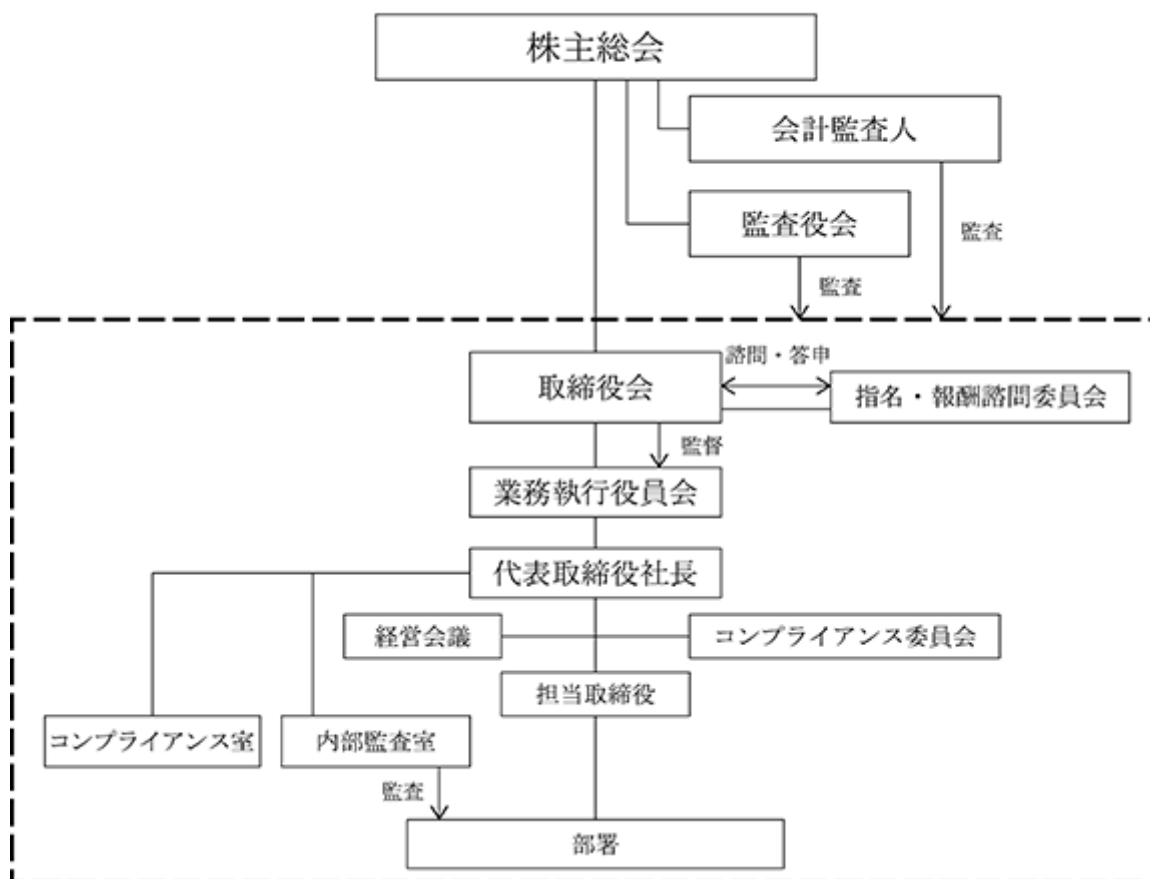 株主総会
会計監査人
監査役会
監査
監査
諮問・答申
取締役会
指名・報酬諮問委員会
監督
業務執行役員会
代表取締役社長
経営会議
コンプライアンス委員会
担当取締役
コンプライアンス室
内部監査室
監査
部署